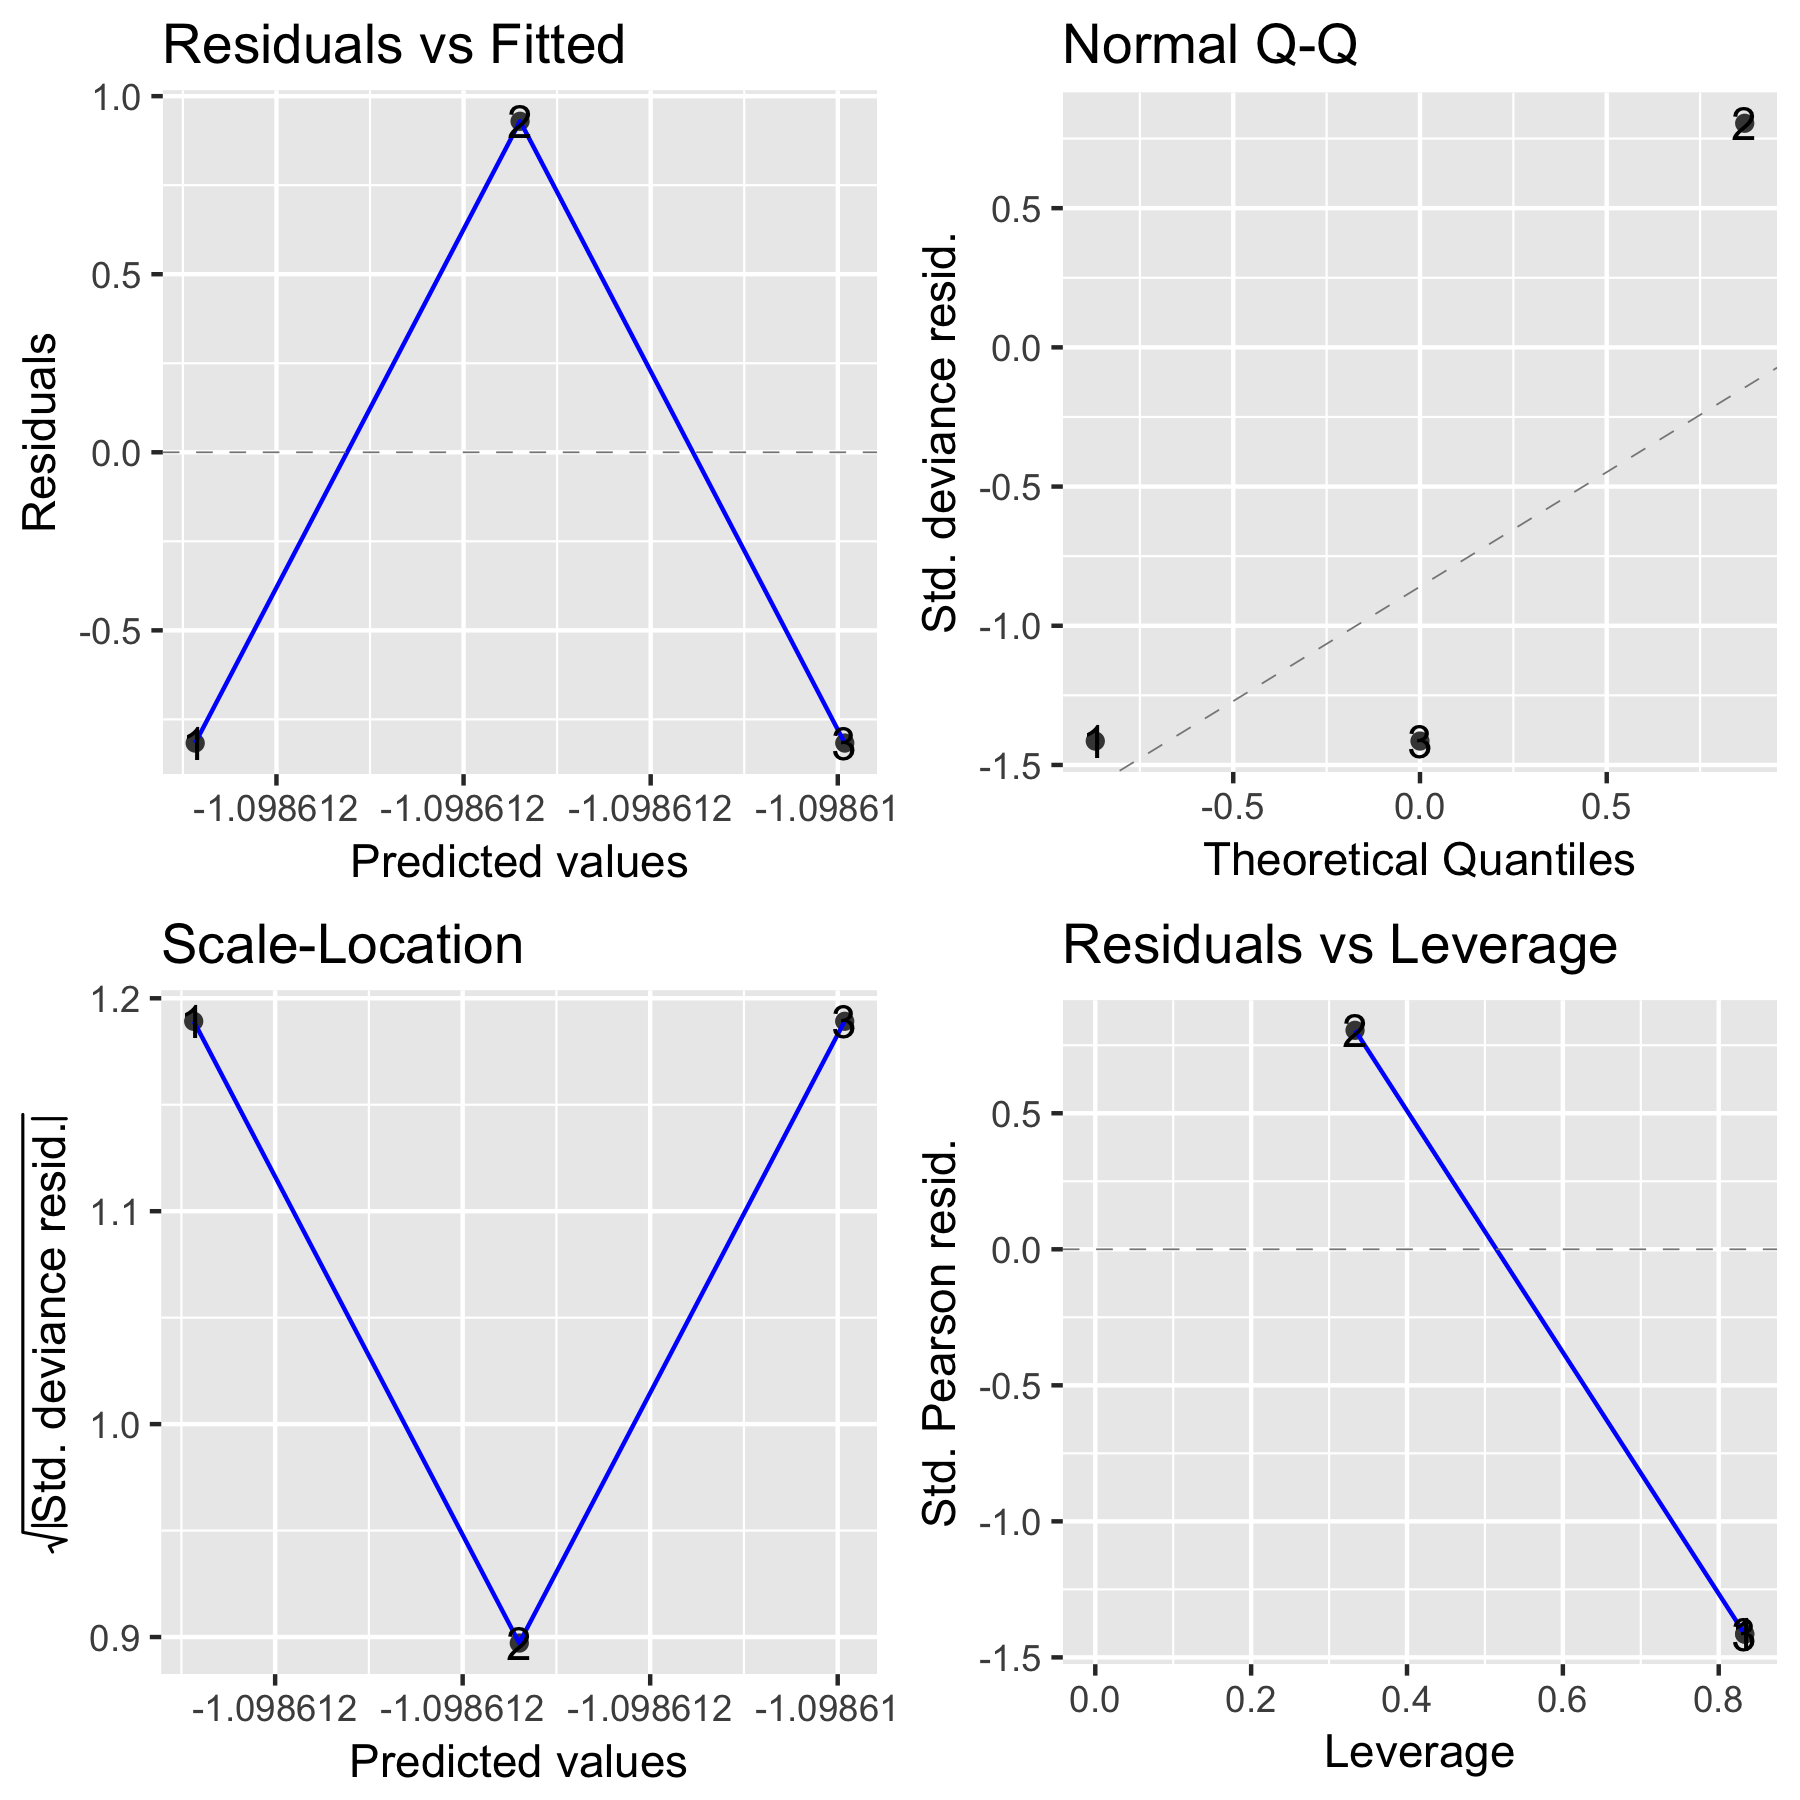 Residuals vs Fitted
1.0
0.5
0.0
-0.5
Residuals
1
2
3
-1.098612 -1.098612 -1.098612 -1.09861
Predicted values
Normal Q-Q
0.5
0.0
-0.5
-1.0
-1.5
Std. deviance resid.
1
3
2
-0.5 0.0 0.5
Theoretical Quantiles
Scale-Location
1.2
1.1
1.0
0.9
√|Std. deviance resid.|
1
2
3
-1.098612 -1.098612 -1.098612 -1.09861
Predicted values
Residuals vs Leverage
0.5
0.0
-0.5
-1.0
-1.5
Std. Pearson resid.
2
1
3
0.0 0.2 0.4 0.6 0.8
Leverage